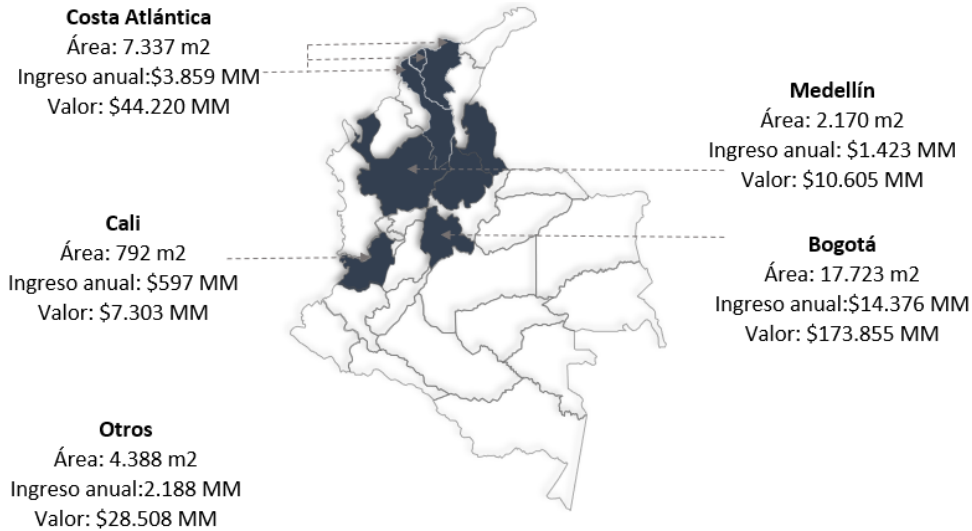 Costa Atlántica
Área: 7.337 m2
Ingreso anual:$3.859 MM
Valor: $44.220 MM
Medellín
Área: 2.170 m2
Ingreso anual: $1.423 MM
Valor: $10.605 MM
Cali
Área: 792 m2
Ingreso anual: $597 MM
Valor: $7.303 MM
Bogotá
Área: 17.723 m2
Ingreso anual:$14.376 MM
Valor: $173.855 MM
Otros
Área: 4.388 m2
Ingreso anual:2.188 MM
Valor: $28.508 MM